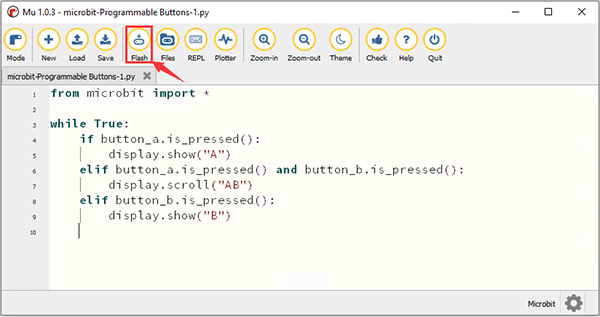 Mu 1.0.3 - microbit-Programmable Buttons-1.py
Mode New Load Save Flash Files REPL Plotter Zoom-in Zoom-out Theme Check Help Quit
microbit-Programmable Buttons-1.py
1 from microbit import *
2
3 while True:
4     if button_a.is_pressed():
5         display.show("A")
6     elif button_a.is_pressed() and button_b.is_pressed():
7         display.scroll("AB")
8     elif button_b.is_pressed():
9         display.show("B")
10
Microbit